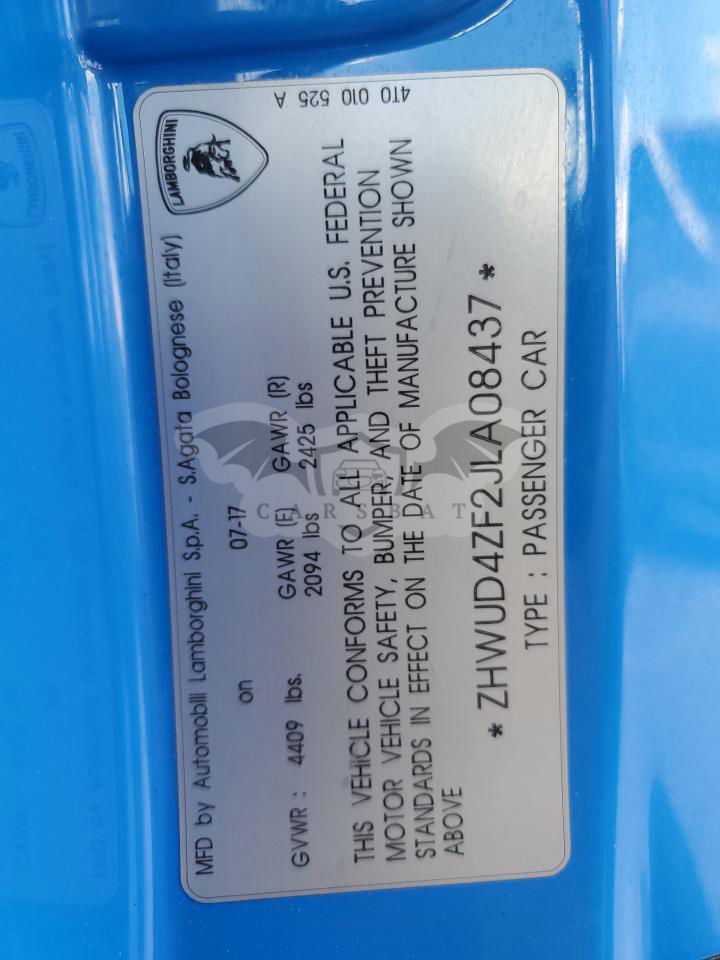 LAMBORGHINI
4T0 010 525 A
MFD by Automobili Lamborghini S.p.A. - S.Agata Bolognese (Italy)
on 07-17
GVWR : 4409 lbs. GAWR (F) GAWR (R)
2094 lbs 2425 lbs
THIS VEHICLE CONFORMS TO ALL APPLICABLE U.S. FEDERAL
MOTOR VEHICLE SAFETY, BUMPER, AND THEFT PREVENTION
STANDARDS IN EFFECT ON THE DATE OF MANUFACTURE SHOWN
ABOVE
* ZHWUD4ZF2JLA08437 *
TYPE : PASSENGER CAR
CARSBAT